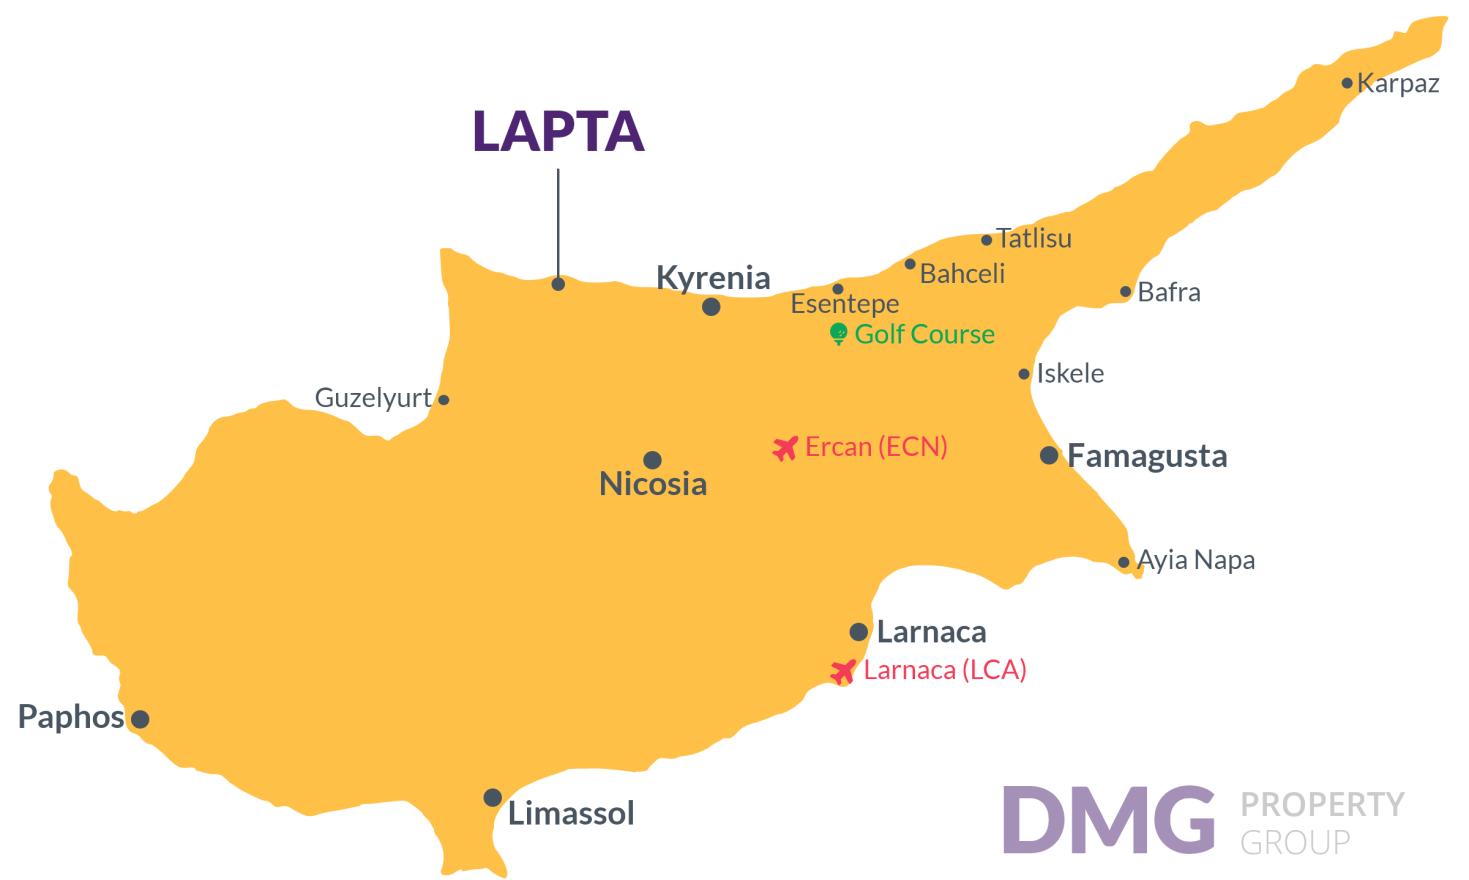 Karpaz
LAPTA
Tatlisu
Kyrenia
Bahceli
Bafra
Esentepe
Golf Course
Iskele
Guzelyurt
Ercan (ECN)
Famagusta
Nicosia
Ayia Napa
Larnaca
Larnaca (LCA)
Paphos
Limassol
DMG PROPERTY
GROUP